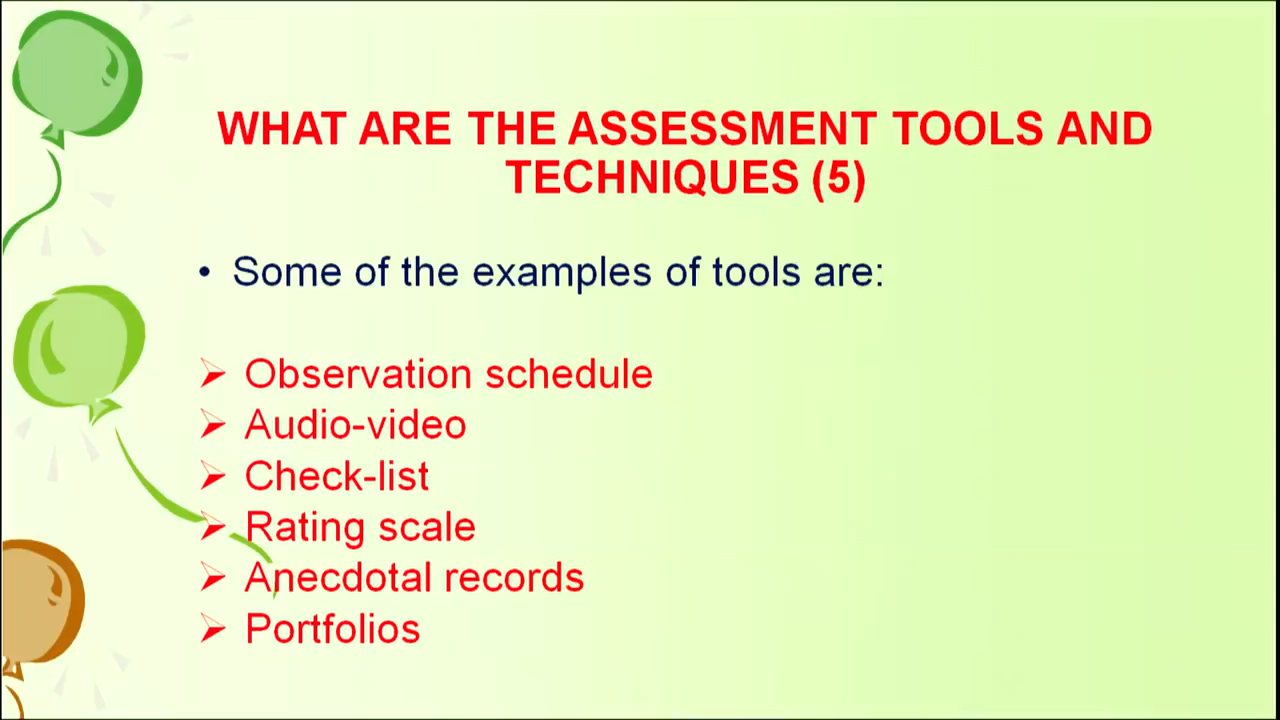 WHAT ARE THE ASSESSMENT TOOLS AND
TECHNIQUES (5)
• Some of the examples of tools are:
➢ Observation schedule
➢ Audio-video
➢ Check-list
➢ Rating scale
➢ Anecdotal records
➢ Portfolios